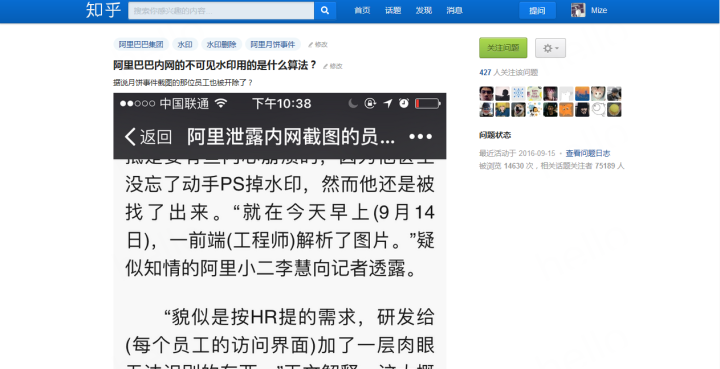 知乎 搜索你感兴趣的内容... 首页 话题 发现 消息 提问 Mize
阿里巴巴集团 水印 水印删除 阿里月饼事件 修改
阿里巴巴内网的不可见水印用的是什么算法？ 修改
据说月饼事件截图的那位员工也被开除了？
中国联通 下午10:38
返回 阿里泄露内网截图的员...
没忘了动手PS掉水印，然而他还是被
找了出来。“就在今天早上(9月14
日)，一前端(工程师)解析了图片。”疑
似知情的阿里小二李慧向记者透露。
“貌似是按HR提的需求，研发给
(每个员工的访问界面)加了一层肉眼
关注问题
427 人关注该问题
问题状态
最近活动于 2016-09-15 • 查看问题日志
被浏览 14630 次，相关话题关注者 75189 人